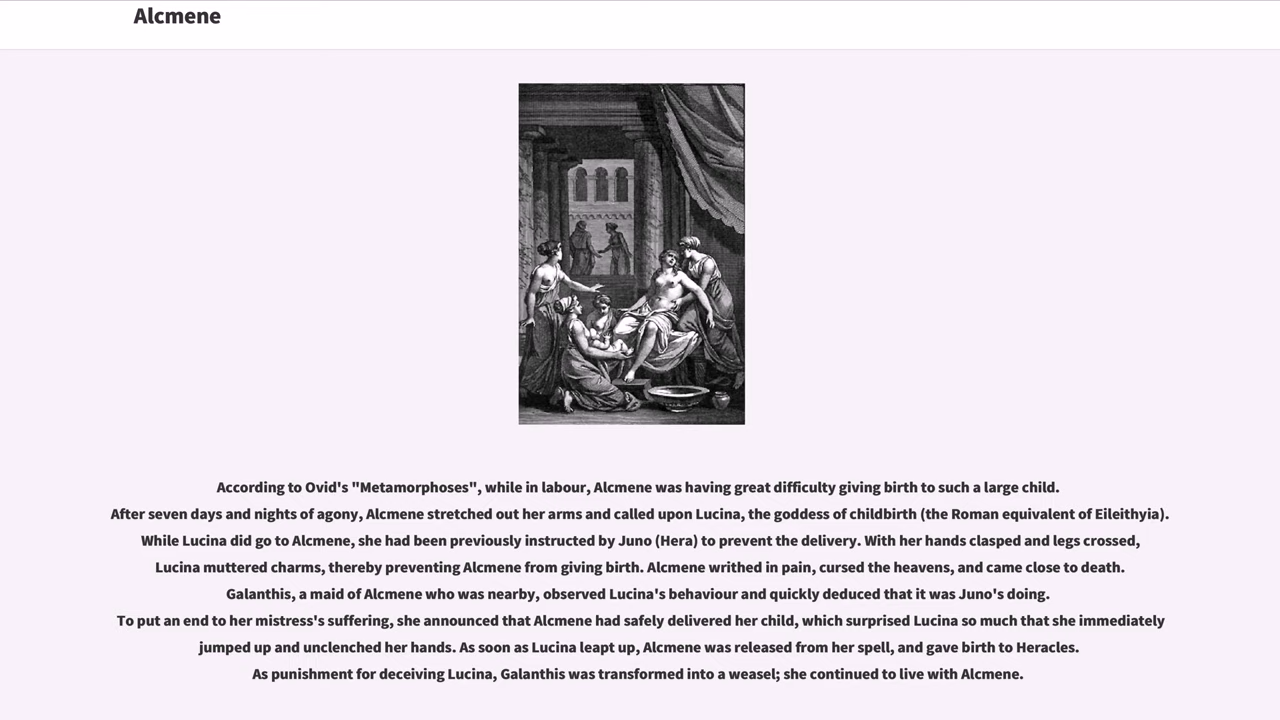 Alcmene
According to Ovid's "Metamorphoses", while in labour, Alcmene was having great difficulty giving birth to such a large child.
After seven days and nights of agony, Alcmene stretched out her arms and called upon Lucina, the goddess of childbirth (the Roman equivalent of Eileithyia).
While Lucina did go to Alcmene, she had been previously instructed by Juno (Hera) to prevent the delivery. With her hands clasped and legs crossed,
Lucina muttered charms, thereby preventing Alcmene from giving birth. Alcmene writhed in pain, cursed the heavens, and came close to death.
Galanthis, a maid of Alcmene who was nearby, observed Lucina's behaviour and quickly deduced that it was Juno's doing.
To put an end to her mistress's suffering, she announced that Alcmene had safely delivered her child, which surprised Lucina so much that she immediately
jumped up and unclenched her hands. As soon as Lucina leapt up, Alcmene was released from her spell, and gave birth to Heracles.
As punishment for deceiving Lucina, Galanthis was transformed into a weasel; she continued to live with Alcmene.